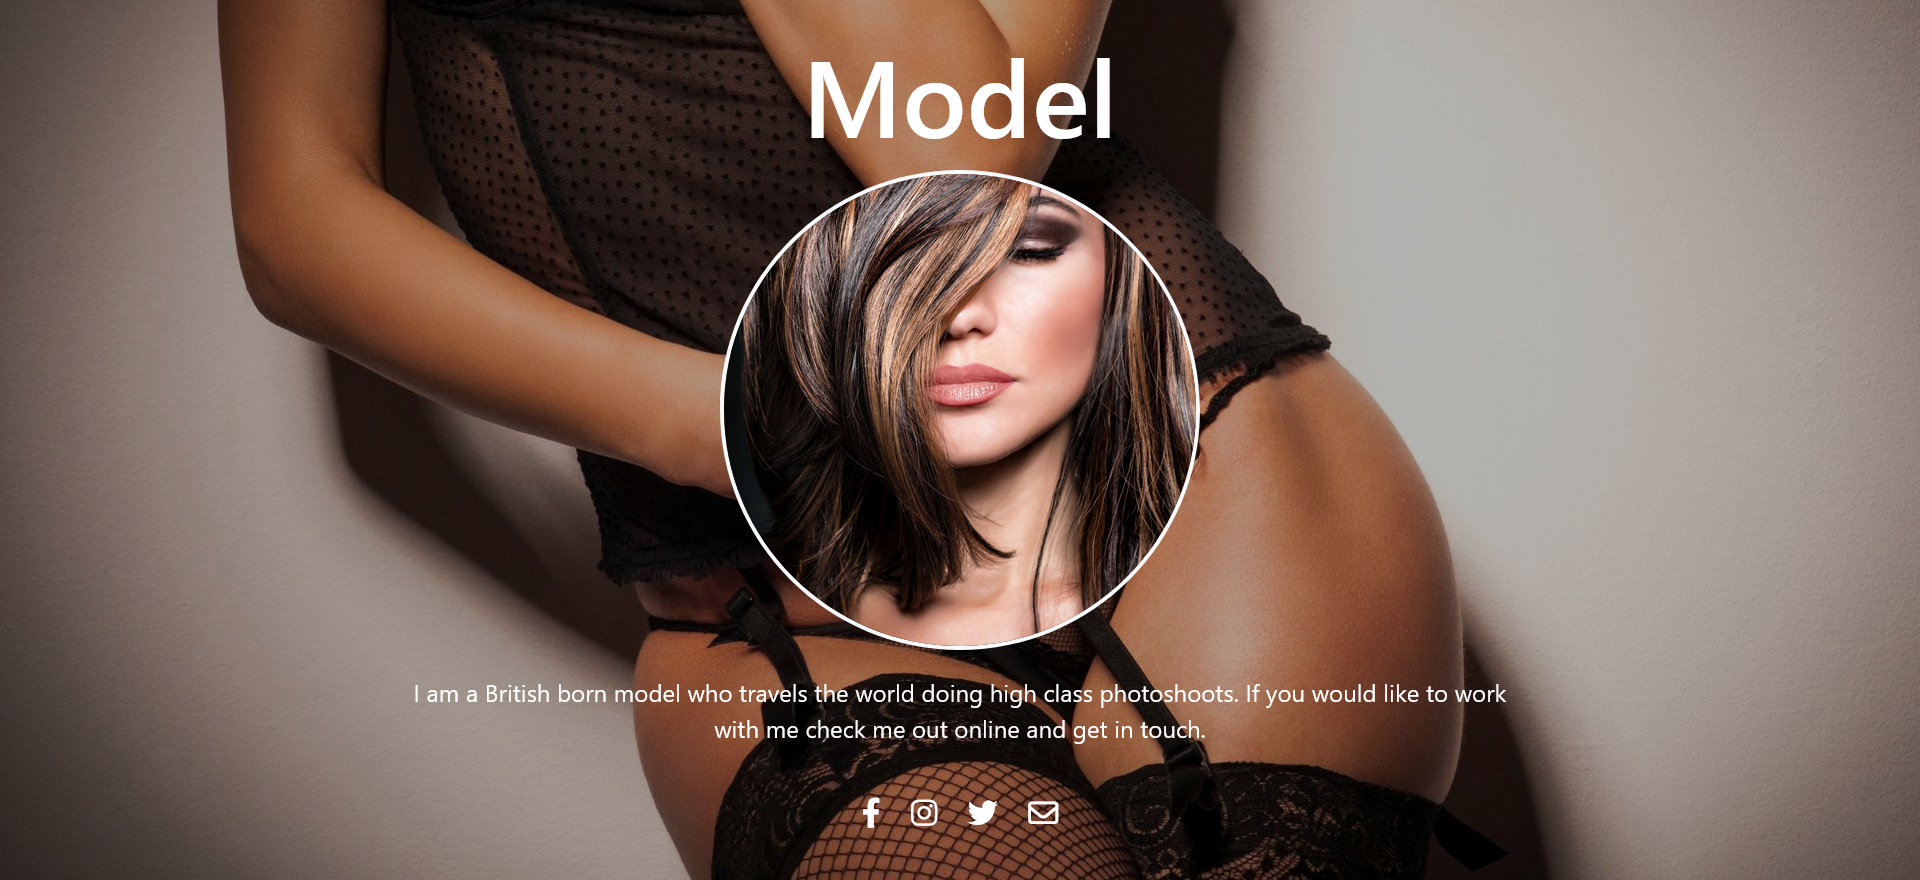 Model
I am a British born model who travels the world doing high class photoshoots. If you would like to work
with me check me out online and get in touch.